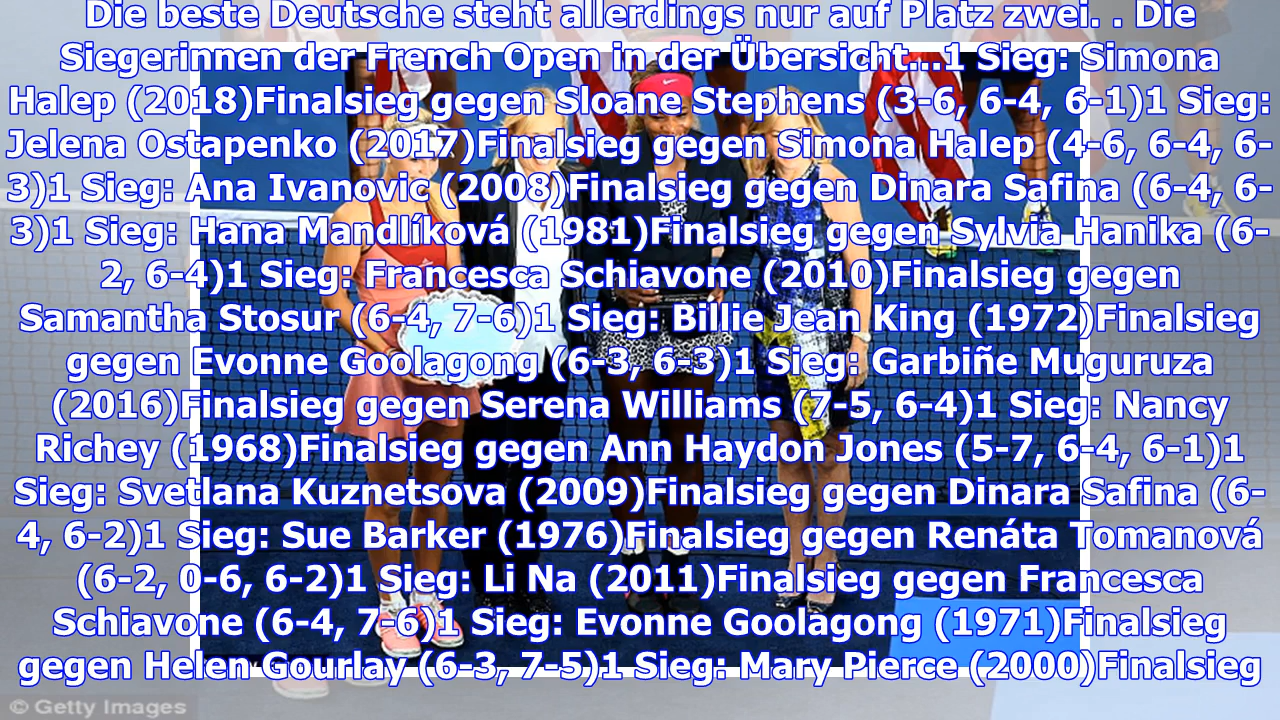 Die beste Deutsche steht allerdings nur auf Platz zwei. . Die
Siegerinnen der French Open in der Übersicht...1 Sieg: Simona
Halep (2018)Finalsieg gegen Sloane Stephens (3-6, 6-4, 6-1)1 Sieg:
Jelena Ostapenko (2017)Finalsieg gegen Simona Halep (4-6, 6-4, 6-
3)1 Sieg: Ana Ivanovic (2008)Finalsieg gegen Dinara Safina (6-4, 6-
3)1 Sieg: Hana Mandlíková (1981)Finalsieg gegen Sylvia Hanika (6-
2, 6-4)1 Sieg: Francesca Schiavone (2010)Finalsieg gegen
Samantha Stosur (6-4, 7-6)1 Sieg: Billie Jean King (1972)Finalsieg
gegen Evonne Goolagong (6-3, 6-3)1 Sieg: Garbiñe Muguruza
(2016)Finalsieg gegen Serena Williams (7-5, 6-4)1 Sieg: Nancy
Richey (1968)Finalsieg gegen Ann Haydon Jones (5-7, 6-4, 6-1)1
Sieg: Svetlana Kuznetsova (2009)Finalsieg gegen Dinara Safina (6-
4, 6-2)1 Sieg: Sue Barker (1976)Finalsieg gegen Renáta Tomanová
(6-2, 0-6, 6-2)1 Sieg: Li Na (2011)Finalsieg gegen Francesca
Schiavone (6-4, 7-6)1 Sieg: Evonne Goolagong (1971)Finalsieg
gegen Helen Gourlay (6-3, 7-5)1 Sieg: Mary Pierce (2000)Finalsieg
© Getty Images